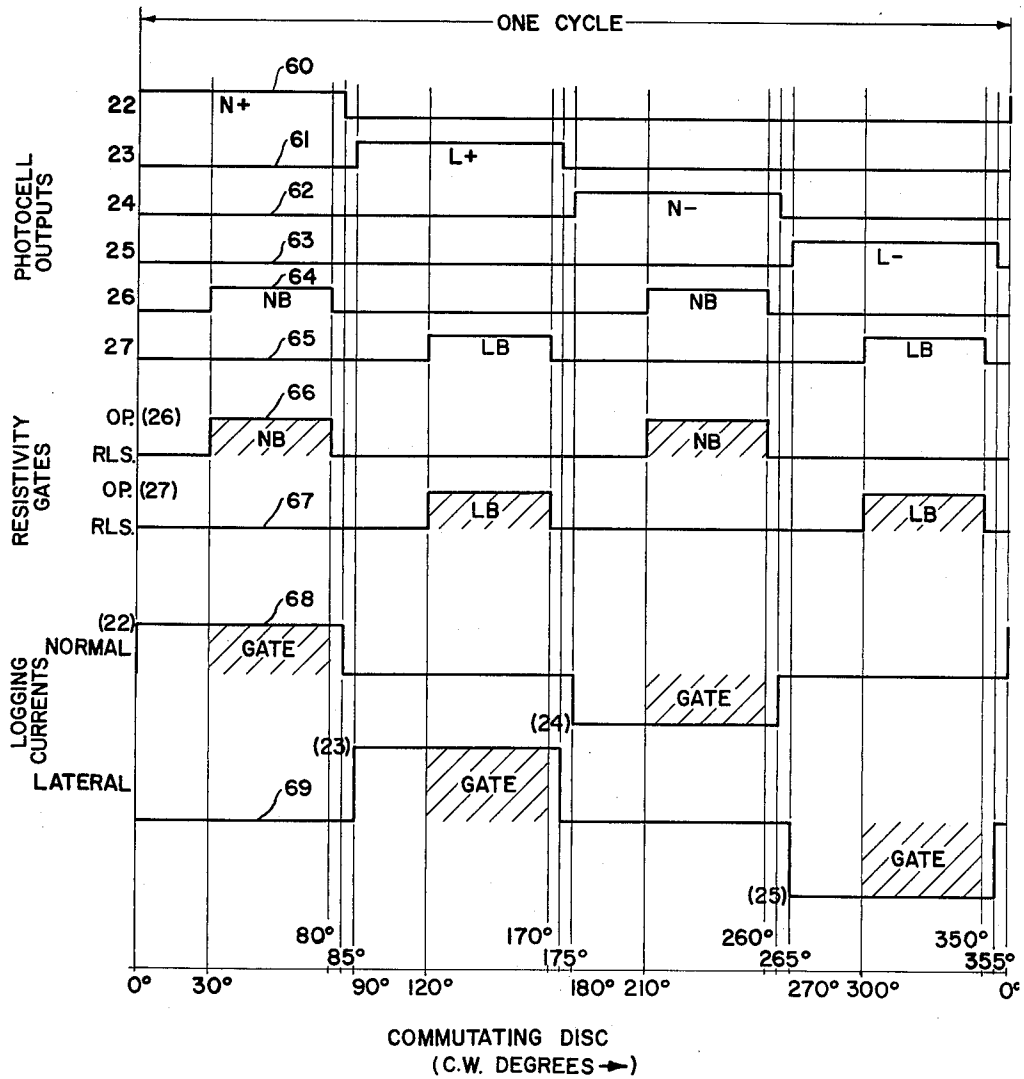 ONE CYCLE
60
22
N+
61
23
L+
62
24
N-
63
25
L-
64
26
NB
NB
65
27
LB
LB
PHOTOCELL
OUTPUTS
66
OP. (26)
RLS.
NB
NB
OP. (27)
RLS.
67
LB
LB
RESISTIVITY
GATES
68
(22)
NORMAL
GATE
(24)
GATE
(23)
LATERAL
69
GATE
(25)
GATE
LOGGING
CURRENTS
80° 170° 260° 350°
85° 175° 265° 355°
0° 30° 90° 120° 180° 210° 270° 300° 0°
COMMUTATING DISC
(C.W. DEGREES →)